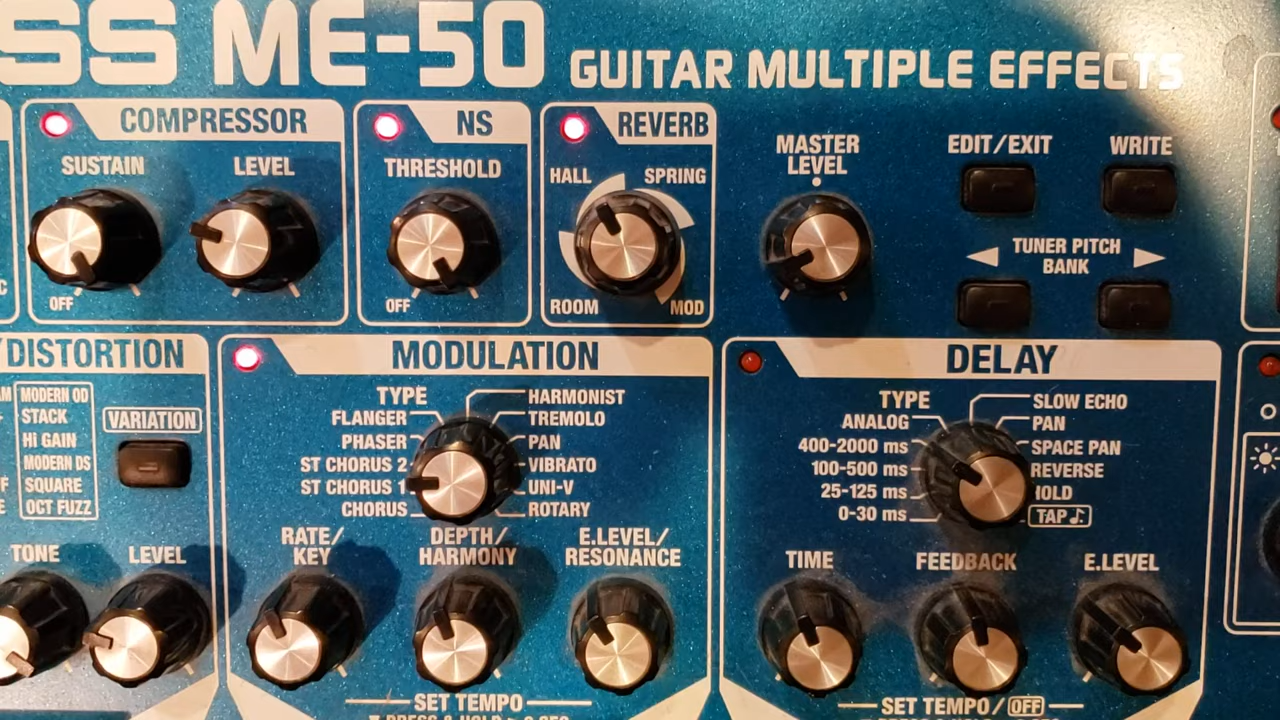 SS ME-50
GUITAR MULTIPLE EFFECTS
COMPRESSOR
NS
REVERB
SUSTAIN
LEVEL
THRESHOLD
HALL
SPRING
MASTER
LEVEL
EDIT/EXIT
WRITE
TUNER PITCH
BANK
OFF
OFF
ROOM
MOD
C
/DISTORTION
MODULATION
DELAY
MODERN OD
STACK
Hi GAIN
MODERN DS
SQUARE
OCT FUZZ
VARIATION
TYPE
FLANGER
PHASER
ST CHORUS 2
ST CHORUS 1
CHORUS
HARMONIST
TREMOLO
PAN
VIBRATO
UNI-V
ROTARY
TYPE
ANALOG
400-2000 ms
100-500 ms
25-125 ms
0-30 ms
SLOW ECHO
PAN
SPACE PAN
REVERSE
HOLD
TAP
TONE
LEVEL
RATE/
KEY
DEPTH/
HARMONY
E.LEVEL/
RESONANCE
TIME
FEEDBACK
E.LEVEL
SET TEMPO
SET TEMPO/OFF